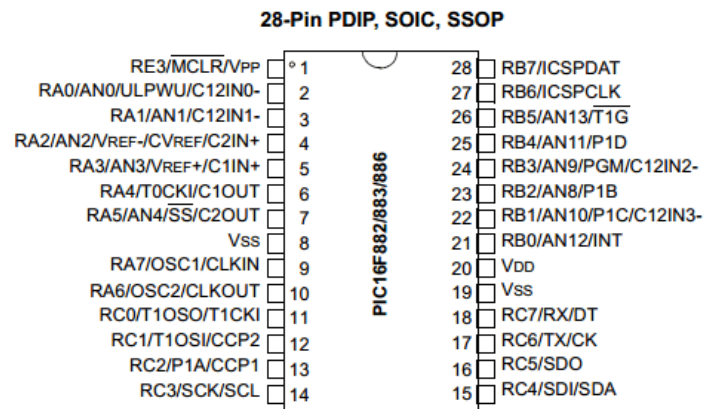 28-Pin PDIP, SOIC, SSOP
RE3/MCLR/VPP 1
RA0/AN0/ULPWU/C12IN0- 2
RA1/AN1/C12IN1- 3
RA2/AN2/VREF-/CVREF/C2IN+ 4
RA3/AN3/VREF+/C1IN+ 5
RA4/T0CKI/C1OUT 6
RA5/AN4/SS/C2OUT 7
VSS 8
RA7/OSC1/CLKIN 9
RA6/OSC2/CLKOUT 10
RC0/T1OSO/T1CKI 11
RC1/T1OSI/CCP2 12
RC2/P1A/CCP1 13
RC3/SCK/SCL 14
PIC16F882/883/886
28 RB7/ICSPDAT
27 RB6/ICSPCLK
26 RB5/AN13/T1G
25 RB4/AN11/P1D
24 RB3/AN9/PGM/C12IN2-
23 RB2/AN8/P1B
22 RB1/AN10/P1C/C12IN3-
21 RB0/AN12/INT
20 VDD
19 VSS
18 RC7/RX/DT
17 RC6/TX/CK
16 RC5/SDO
15 RC4/SDI/SDA